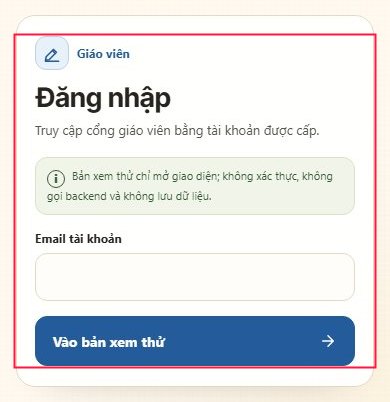 Giáo viên
Đăng nhập
Truy cập cổng giáo viên bằng tài khoản được cấp.
Bản xem thử chỉ mở giao diện; không xác thực, không
gọi backend và không lưu dữ liệu.
Email tài khoản
Vào bản xem thử